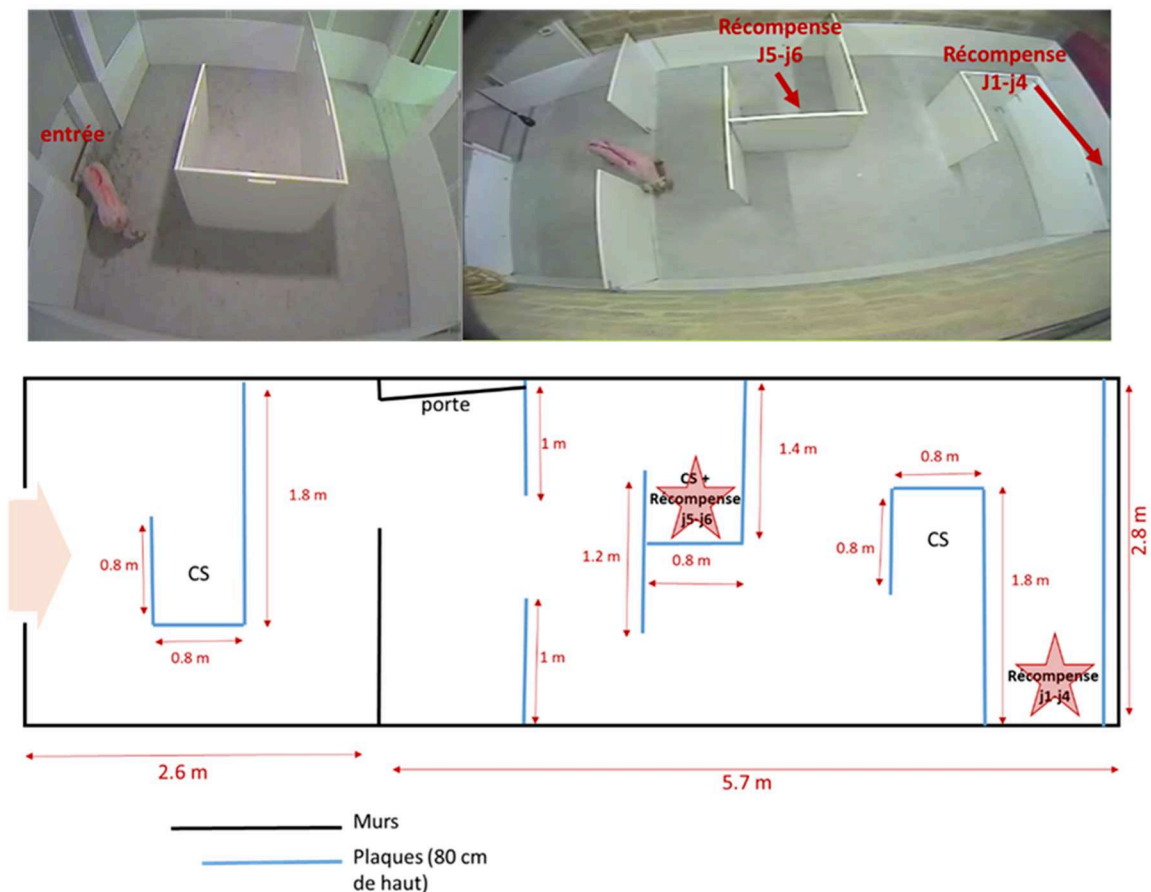 entrée
Récompense
J5-j6
Récompense
J1-j4
porte
1 m
1.4 m
0.8 m
1.8 m
CS +
Récompense
j5-j6
0.8 m
CS
1.2 m
0.8 m
0.8 m
CS
1.8 m
2.8 m
0.8 m
1 m
Récompense
j1-j4
2.6 m
5.7 m
Murs
Plaques (80 cm
de haut)